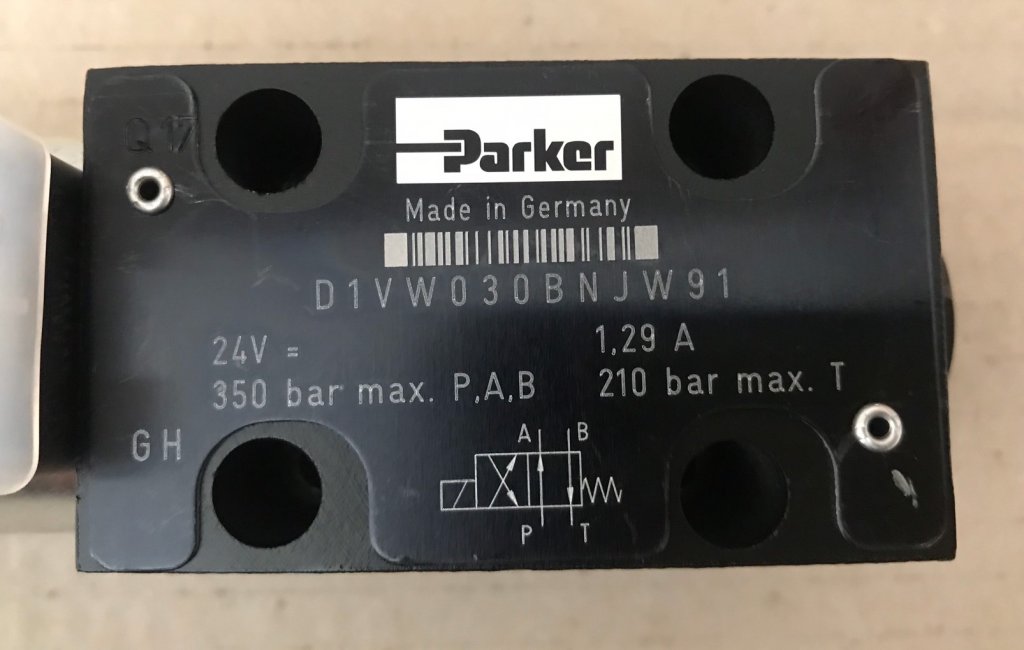 Q 17
Parker
Made in Germany
D1VW030BNJW91
24V = 1,29 A
350 bar max. P,A,B 210 bar max. T
GH
A B
P T